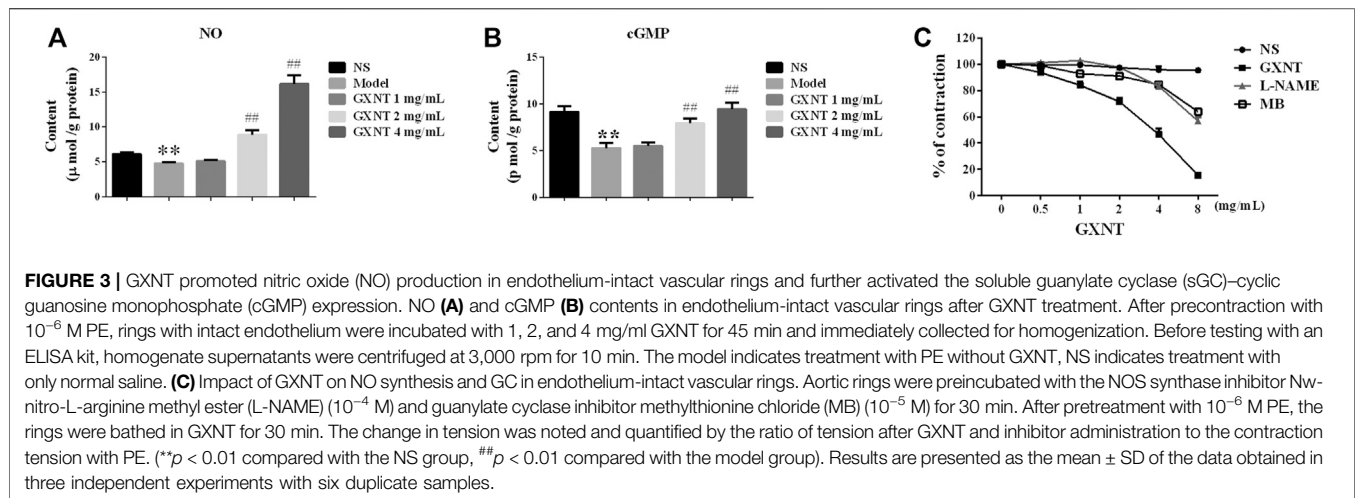 A
NO
Content
(μ mol /g protein)
20
15
10
5
0
**
##
##
NS
Model
GXNT 1 mg/mL
GXNT 2 mg/mL
GXNT 4 mg/mL
B
cGMP
Content
(p mol /g protein)
15
10
5
0
**
##
##
NS
Model
GXNT 1 mg/mL
GXNT 2 mg/mL
GXNT 4 mg/mL
C
% of contraction
120
100
80
60
40
20
0
0 0.5 1 2 4 8 (mg/mL)
GXNT
NS
GXNT
L-NAME
MB
FIGURE 3 | GXNT promoted nitric oxide (NO) production in endothelium-intact vascular rings and further activated the soluble guanylate cyclase (sGC)–cyclic
guanosine monophosphate (cGMP) expression. NO (A) and cGMP (B) contents in endothelium-intact vascular rings after GXNT treatment. After precontraction with
10⁻⁶ M PE, rings with intact endothelium were incubated with 1, 2, and 4 mg/ml GXNT for 45 min and immediately collected for homogenization. Before testing with an
ELISA kit, homogenate supernatants were centrifuged at 3,000 rpm for 10 min. The model indicates treatment with PE without GXNT, NS indicates treatment with
only normal saline. (C) Impact of GXNT on NO synthesis and GC in endothelium-intact vascular rings. Aortic rings were preincubated with the NOS synthase inhibitor Nw-
nitro-L-arginine methyl ester (L-NAME) (10⁻⁴ M) and guanylate cyclase inhibitor methylthionine chloride (MB) (10⁻⁵ M) for 30 min. After pretreatment with 10⁻⁶ M PE, the
rings were bathed in GXNT for 30 min. The change in tension was noted and quantified by the ratio of tension after GXNT and inhibitor administration to the contraction
tension with PE. (**p < 0.01 compared with the NS group, ##p < 0.01 compared with the model group). Results are presented as the mean ± SD of the data obtained in
three independent experiments with six duplicate samples.